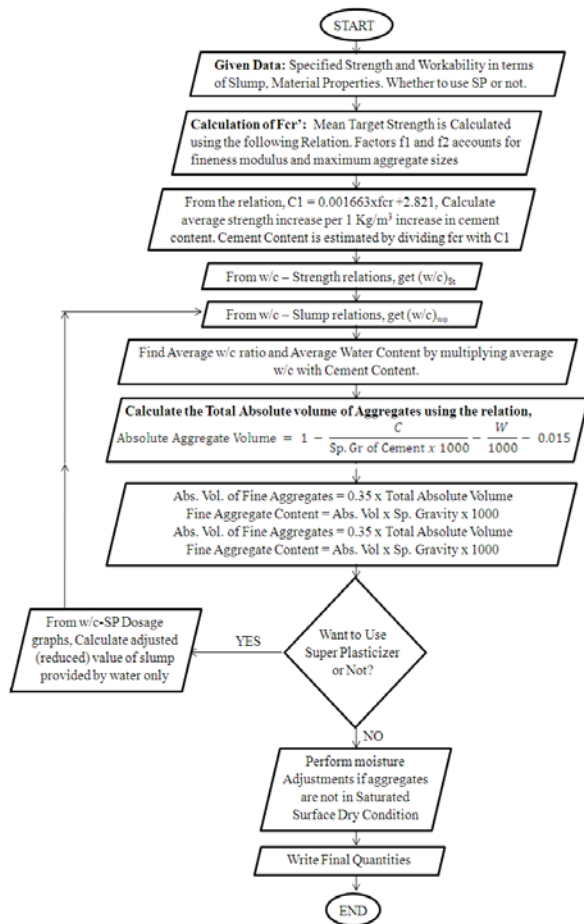 START
Given Data: Specified Strength and Workability in terms
of Slump, Material Properties. Whether to use SP or not.
Calculation of Fcr’: Mean Target Strength is Calculated
using the following Relation. Factors f1 and f2 accounts for
fineness modulus and maximum aggregate sizes
From the relation, C1 = 0.001663xfcr +2.821, Calculate
average strength increase per 1 Kg/m³ increase in cement
content. Cement Content is estimated by dividing fcr with C1
From w/c – Strength relations, get (w/c)St
From w/c – Slump relations, get (w/c)wo
Find Average w/c ratio and Average Water Content by multiplying average
w/c with Cement Content.
Calculate the Total Absolute volume of Aggregates using the relation,
Absolute Aggregate Volume = 1 − C / Sp. Gr of Cement x 1000 − W / 1000 − 0.015
Abs. Vol. of Fine Aggregates = 0.35 x Total Absolute Volume
Fine Aggregate Content = Abs. Vol x Sp. Gravity x 1000
Abs. Vol. of Fine Aggregates = 0.35 x Total Absolute Volume
Fine Aggregate Content = Abs. Vol x Sp. Gravity x 1000
Want to Use
Super Plasticizer
or Not?
YES
From w/c-SP Dosage
graphs, Calculate adjusted
(reduced) value of slump
provided by water only
NO
Perform moisture
Adjustments if aggregates
are not in Saturated
Surface Dry Condition
Write Final Quantities
END